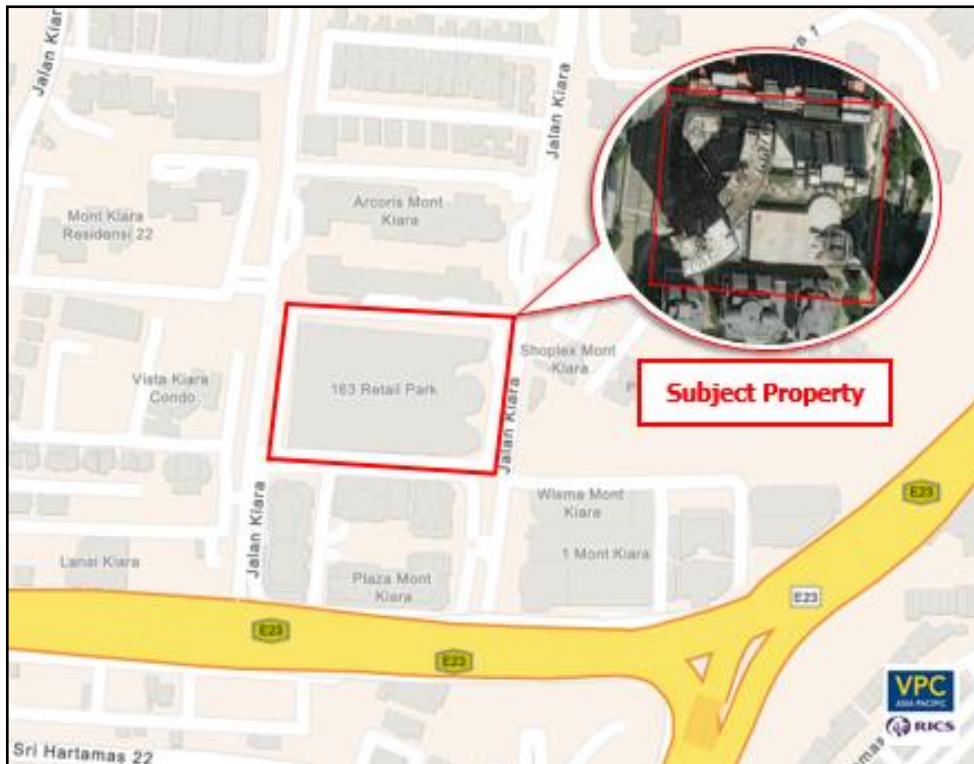 Jalan Kiar
Jalan Kiara
Arcoris Mont
Kiara
Mont Kiara
Residensi 22
163 Retail Park
Shoplex Mont
Kiara
Subject Property
Vista Kiara
Condo
Jalan Kiara
Jalan Kiara
Wisma Mont
Kiara
1 Mont Kiara
E23
Lanai Kiara
Plaza Mont
Kiara
E23
E23
E23
VPC
ASIA PACIFIC
RICS
Sri Hartamas 22